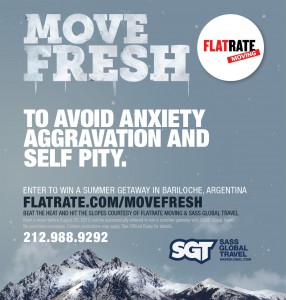 MOVE
FRESH
FLATRATE
MOVING
TO AVOID ANXIETY
AGGRAVATION AND
SELF PITY.
ENTER TO WIN A SUMMER GETAWAY IN BARILOCHE, ARGENTINA
FLATRATE.COM/MOVEFRESH
BEAT THE HEAT AND HIT THE SLOPES COURTESY OF FLATRATE MOVING & SASS GLOBAL TRAVEL
212.988.9292
SGT
SASS
GLOBAL
TRAVEL
SASSGLOBAL.COM